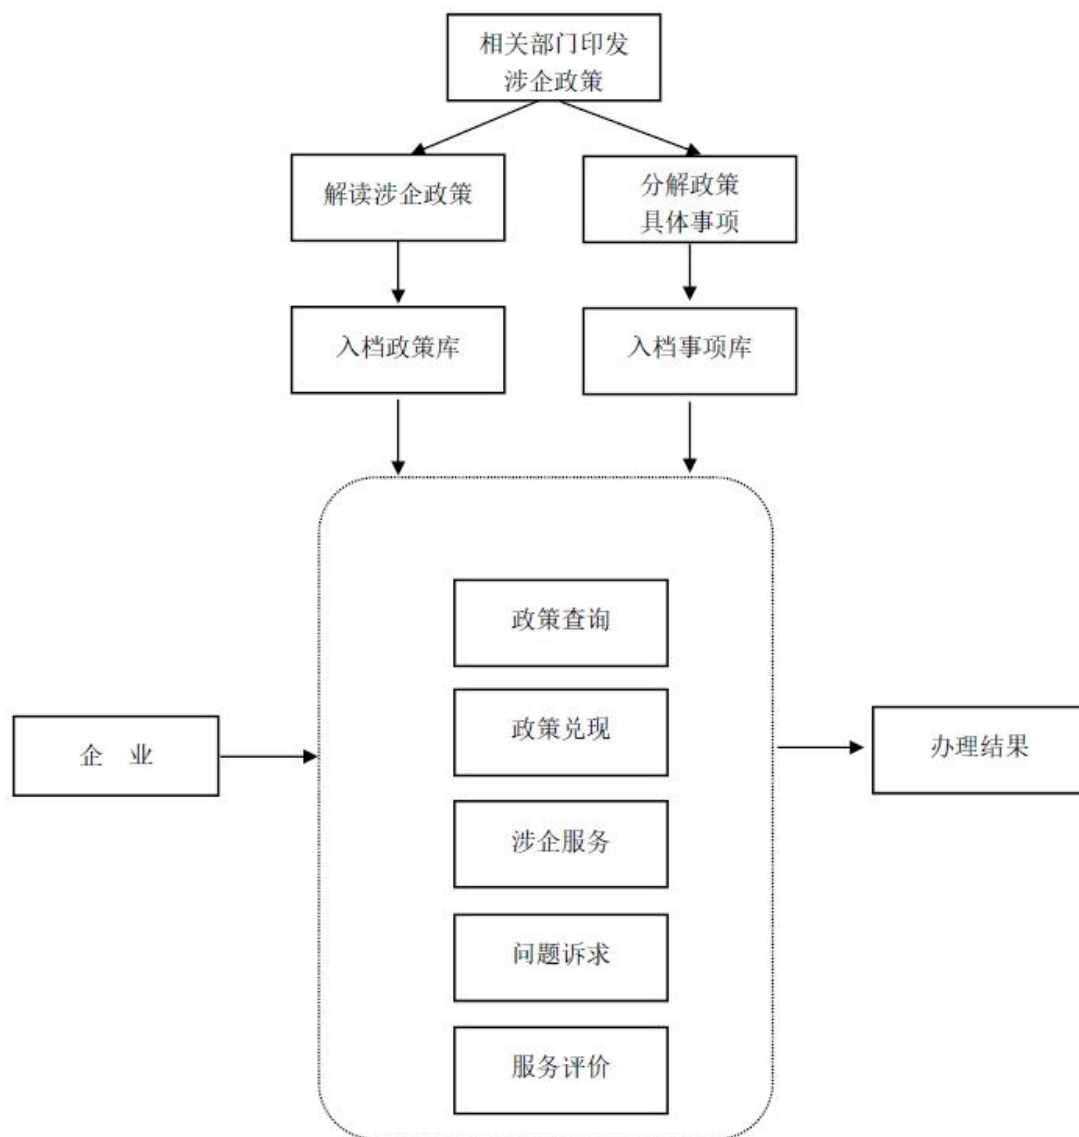 相关部门印发
涉企政策
解读涉企政策
分解政策
具体事项
入档政策库
入档事项库
政策查询
政策兑现
企 业
办理结果
涉企服务
问题诉求
服务评价